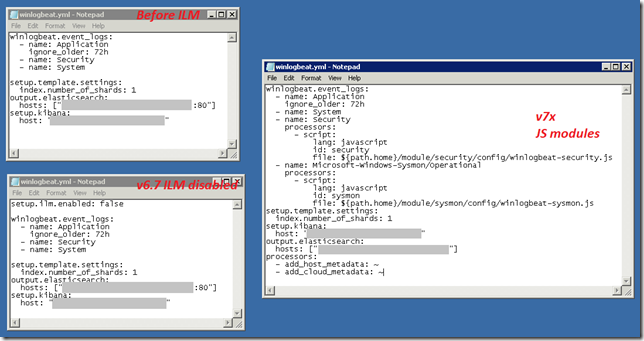 winlogbeat.yml - Notepad
Before ILM
File Edit Format View Help
winlogbeat.event_logs:
  - name: Application
    ignore_older: 72h
  - name: Security
  - name: System
setup.template.settings:
  index.number_of_shards: 1
output.elasticsearch:
  hosts: [" :80"]
setup.kibana:
  host: " "
winlogbeat.yml - Notepad
v6.7 ILM disabled
File Edit Format View Help
setup.ilm.enabled: false
winlogbeat.event_logs:
  - name: Application
    ignore_older: 72h
  - name: Security
  - name: System
setup.template.settings:
  index.number_of_shards: 1
output.elasticsearch:
  hosts: [" :80"]
setup.kibana:
  host: " "
winlogbeat.yml - Notepad
File Edit Format View Help
v7x
JS modules
winlogbeat.event_logs:
  - name: Application
    ignore_older: 72h
  - name: System
  - name: Security
    processors:
      - script:
          lang: javascript
          id: security
          file: ${path.home}/module/security/config/winlogbeat-security.js
  - name: Microsoft-windows-Sysmon/Operational
    processors:
      - script:
          lang: javascript
          id: sysmon
          file: ${path.home}/module/sysmon/config/winlogbeat-sysmon.js
setup.template.settings:
  index.number_of_shards: 1
setup.kibana:
  host: " "
output.elasticsearch:
  hosts: [" "]
processors:
  - add_host_metadata: ~
  - add_cloud_metadata: ~